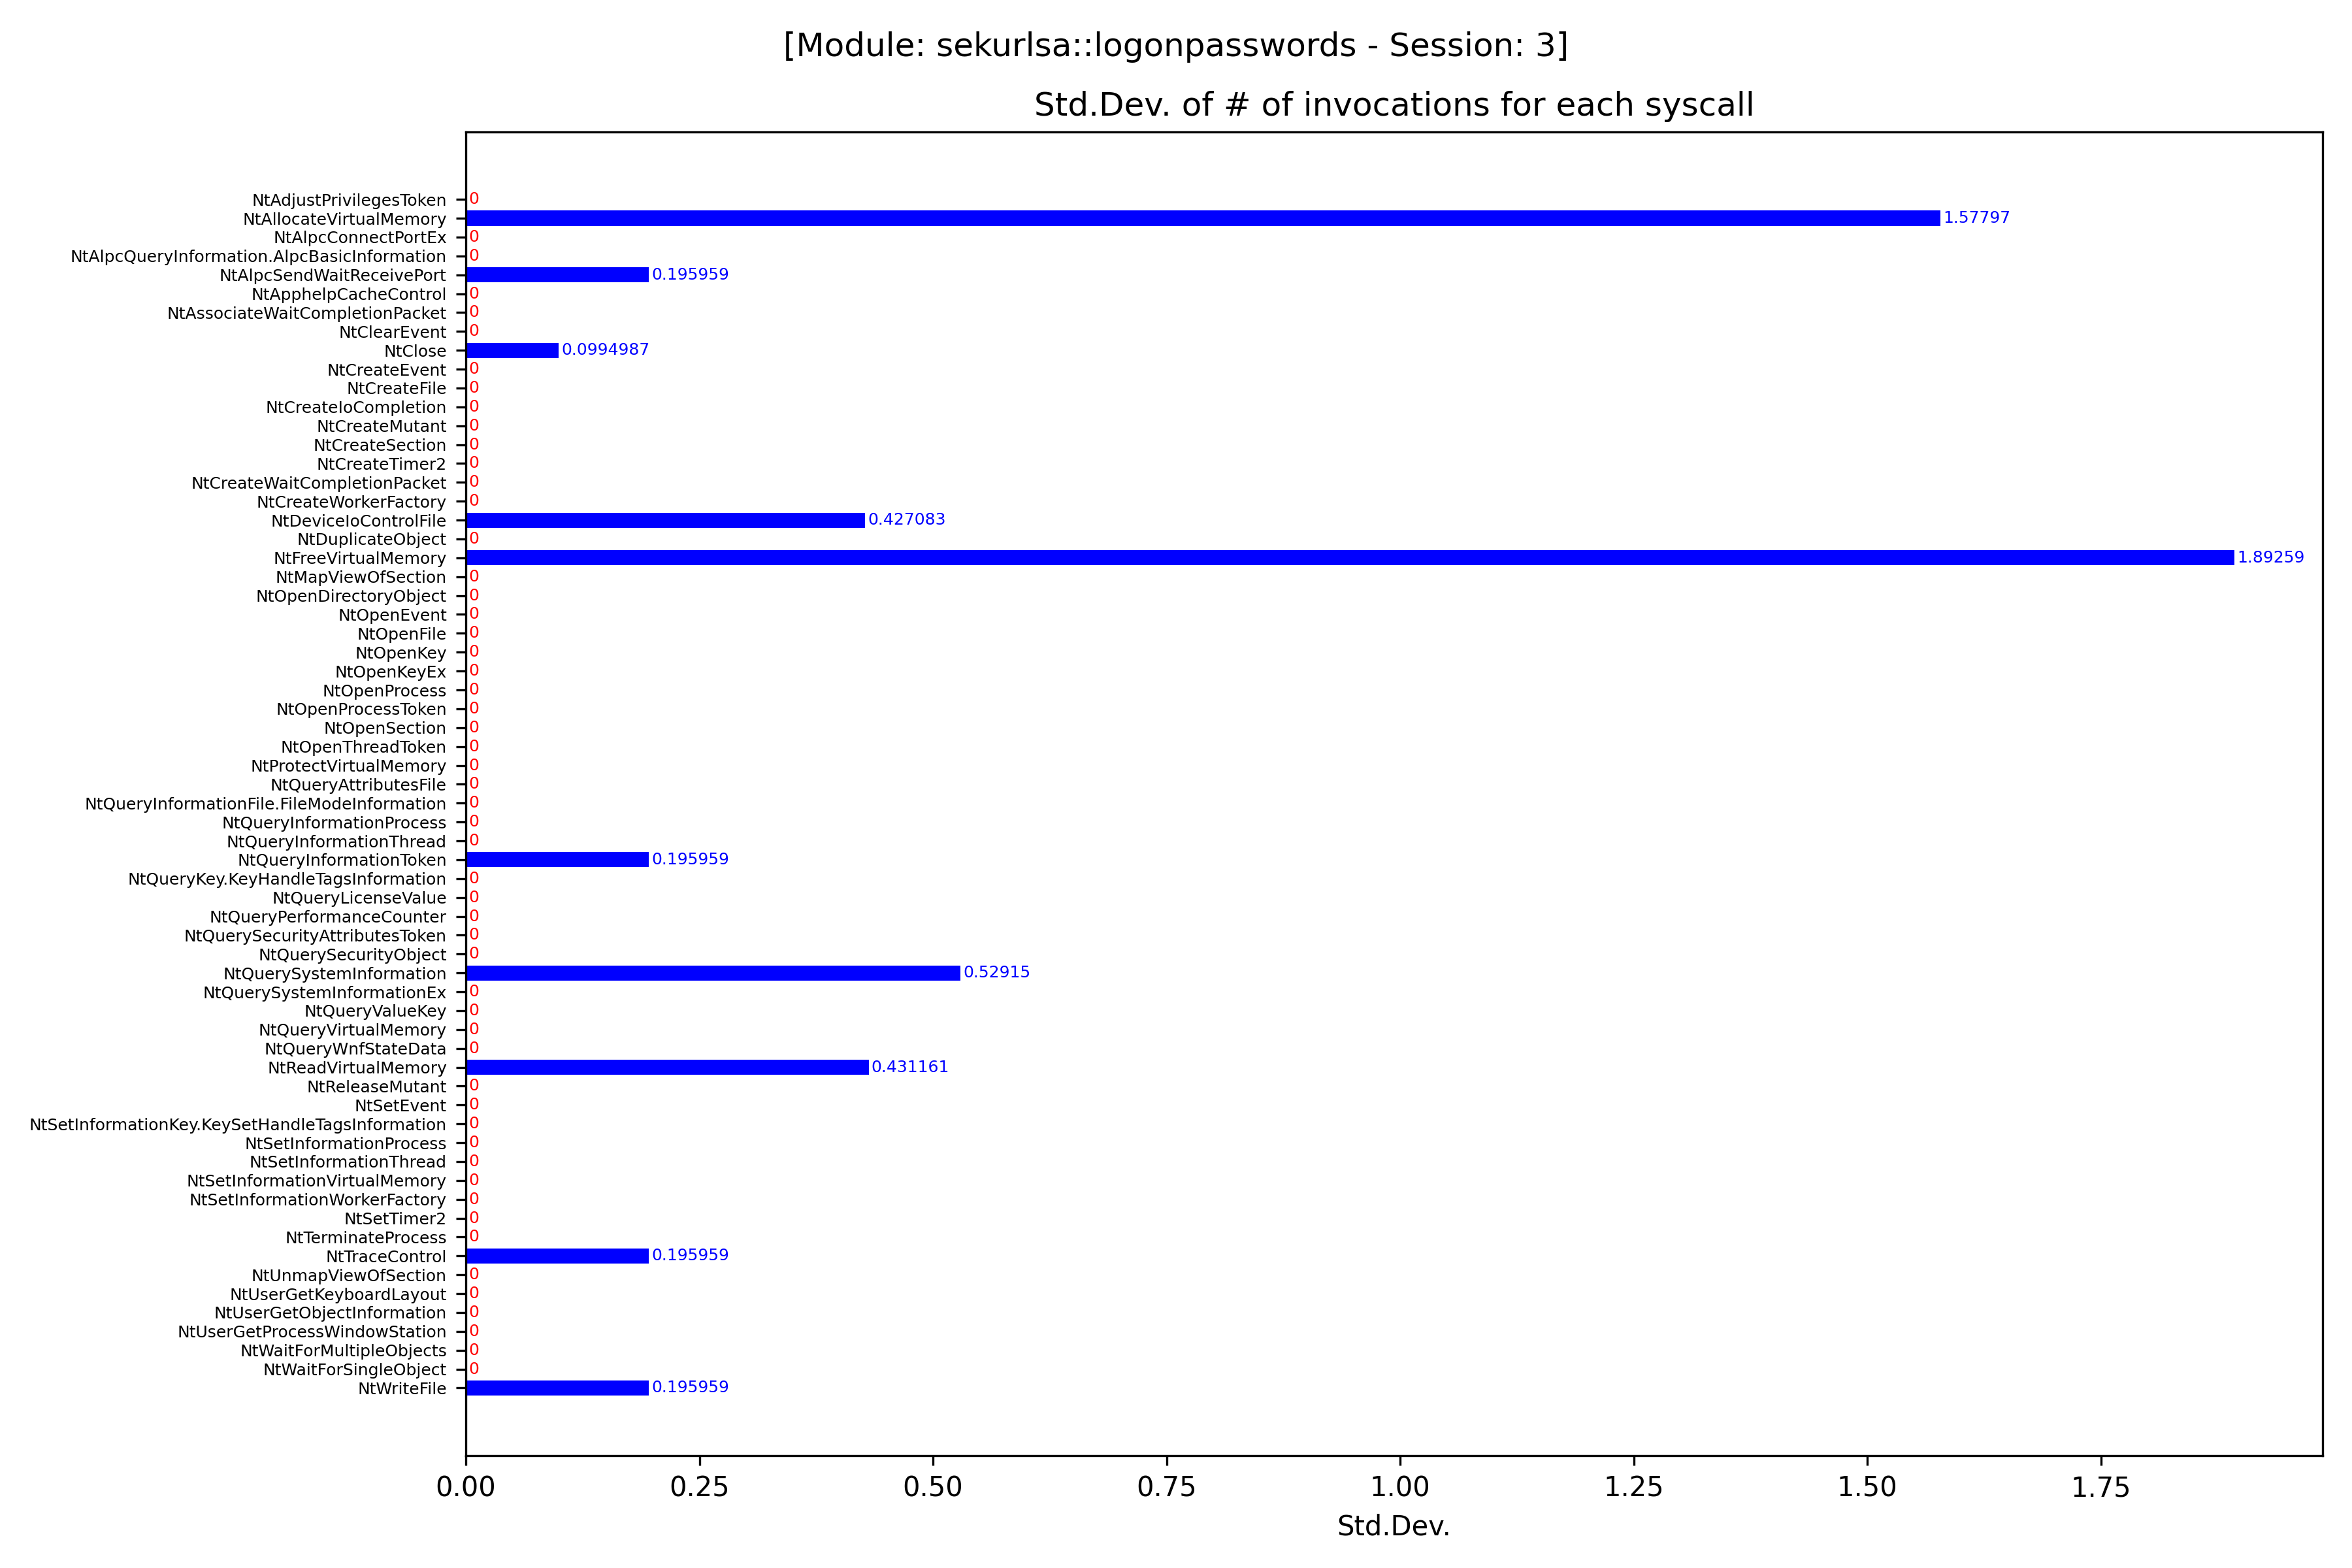 [Module: sekurlsa::logonpasswords - Session: 3]
Std.Dev. of # of invocations for each syscall
NtAdjustPrivilegesToken 0
NtAllocateVirtualMemory 1.57797
NtAlpcConnectPortEx 0
NtAlpcQueryInformation.AlpcBasicInformation 0
NtAlpcSendWaitReceivePort 0.195959
NtApphelpCacheControl 0
NtAssociateWaitCompletionPacket 0
NtClearEvent 0
NtClose 0.0994987
NtCreateEvent 0
NtCreateFile 0
NtCreateIoCompletion 0
NtCreateMutant 0
NtCreateSection 0
NtCreateTimer2 0
NtCreateWaitCompletionPacket 0
NtCreateWorkerFactory 0
NtDeviceIoControlFile 0.427083
NtDuplicateObject 0
NtFreeVirtualMemory 1.89259
NtMapViewOfSection 0
NtOpenDirectoryObject 0
NtOpenEvent 0
NtOpenFile 0
NtOpenKey 0
NtOpenKeyEx 0
NtOpenProcess 0
NtOpenProcessToken 0
NtOpenSection 0
NtOpenThreadToken 0
NtProtectVirtualMemory 0
NtQueryAttributesFile 0
NtQueryInformationFile.FileModeInformation 0
NtQueryInformationProcess 0
NtQueryInformationThread 0
NtQueryInformationToken 0.195959
NtQueryKey.KeyHandleTagsInformation 0
NtQueryLicenseValue 0
NtQueryPerformanceCounter 0
NtQuerySecurityAttributesToken 0
NtQuerySecurityObject 0
NtQuerySystemInformation 0.52915
NtQuerySystemInformationEx 0
NtQueryValueKey 0
NtQueryVirtualMemory 0
NtQueryWnfStateData 0
NtReadVirtualMemory 0.431161
NtReleaseMutant 0
NtSetEvent 0
NtSetInformationKey.KeySetHandleTagsInformation 0
NtSetInformationProcess 0
NtSetInformationThread 0
NtSetInformationVirtualMemory 0
NtSetInformationWorkerFactory 0
NtSetTimer2 0
NtTerminateProcess 0
NtTraceControl 0.195959
NtUnmapViewOfSection 0
NtUserGetKeyboardLayout 0
NtUserGetObjectInformation 0
NtUserGetProcessWindowStation 0
NtWaitForMultipleObjects 0
NtWaitForSingleObject 0
NtWriteFile 0.195959
0.00 0.25 0.50 0.75 1.00 1.25 1.50 1.75
Std.Dev.